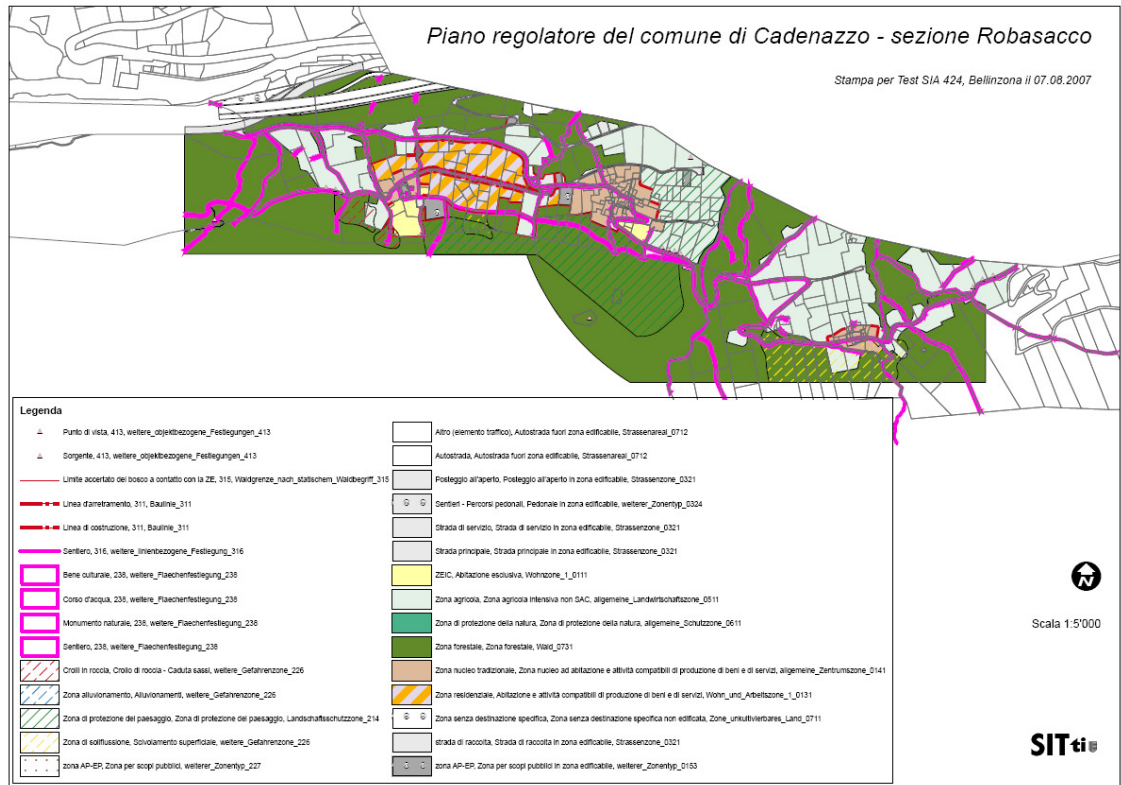 Piano regolatore del comune di Cadenazzo - sezione Robasacco
Stampa per Test SIA 424, Bellinzona il 07.08.2007
Legenda
Punto di vista, 413, weitere_objektbezogene_Festlegungen_413
Sorgente, 413, weitere_objektbezogene_Festlegungen_413
Limite accertato del bosco a contatto con la ZE, 315, Waldgrenze_nach_statischem_Waldbegriff_315
Linea d'arretramento, 311, Baulinie_311
Linea di costruzione, 311, Baulinie_311
Sentiero, 316, weitere_linienbezogene_Festlegung_316
Bene culturale, 238, weitere_Flaechenfestlegung_238
Corso d'acqua, 238, weitere_Flaechenfestlegung_238
Monumento naturale, 238, weitere_Flaechenfestlegung_238
Sentiero, 238, weitere_Flaechenfestlegung_238
Crolli in roccia, Crollo di roccia - Caduta sassi, weitere_Gefahrenzone_226
Zona alluvionamento, Alluvionamenti, weitere_Gefahrenzone_226
Zona di protezione del paesaggio, Zona di protezione del paesaggio, Landschaftsschutzzone_214
Zona di soliflussione, Scivolamento superficiale, weitere_Gefahrenzone_226
zona AP-EP, Zona per scopi pubblici, weiterer_Zonentyp_227
Altro (elemento traffico), Autostrada fuori zona edificabile, Strassenareal_0712
Autostrada, Autostrada fuori zona edificabile, Strassenareal_0712
Posteggio all'aperto, Posteggio all'aperto in zona edificabile, Strassenzone_0321
Sentieri - Percorsi pedonali, Pedonale in zona edificabile, weiterer_Zonentyp_0324
Strada di servizio, Strada di servizio in zona edificabile, Strassenzone_0321
Strada principale, Strada principale in zona edificabile, Strassenzone_0321
ZEIC, Abitazione esclusiva, Wohnzone_1_0111
Zona agricola, Zona agricola intensiva non SAC, allgemeine_Landwirtschaftszone_0511
Zona di protezione della natura, Zona di protezione della natura, allgemeine_Schutzzone_0611
Zona forestale, Zona forestale, Wald_0731
Zona nucleo tradizionale, Zona nucleo ad abitazione e attività compatibili di produzione di beni e di servizi, allgemeine_Zentrumszone_0141
Zona residenziale, Abitazione e attività compatibili di produzione di beni e di servizi, Wohn_und_Arbeitszone_1_0131
Zona senza destinazione specifica, Zona senza destinazione specifica non edificata, Zone_unkultivierbares_Land_0711
strada di raccolta, Strada di raccolta in zona edificabile, Strassenzone_0321
zona AP-EP, Zona per scopi pubblici in zona edificabile, weiterer_Zonentyp_0153
N
Scala 1:5'000
SIT ti